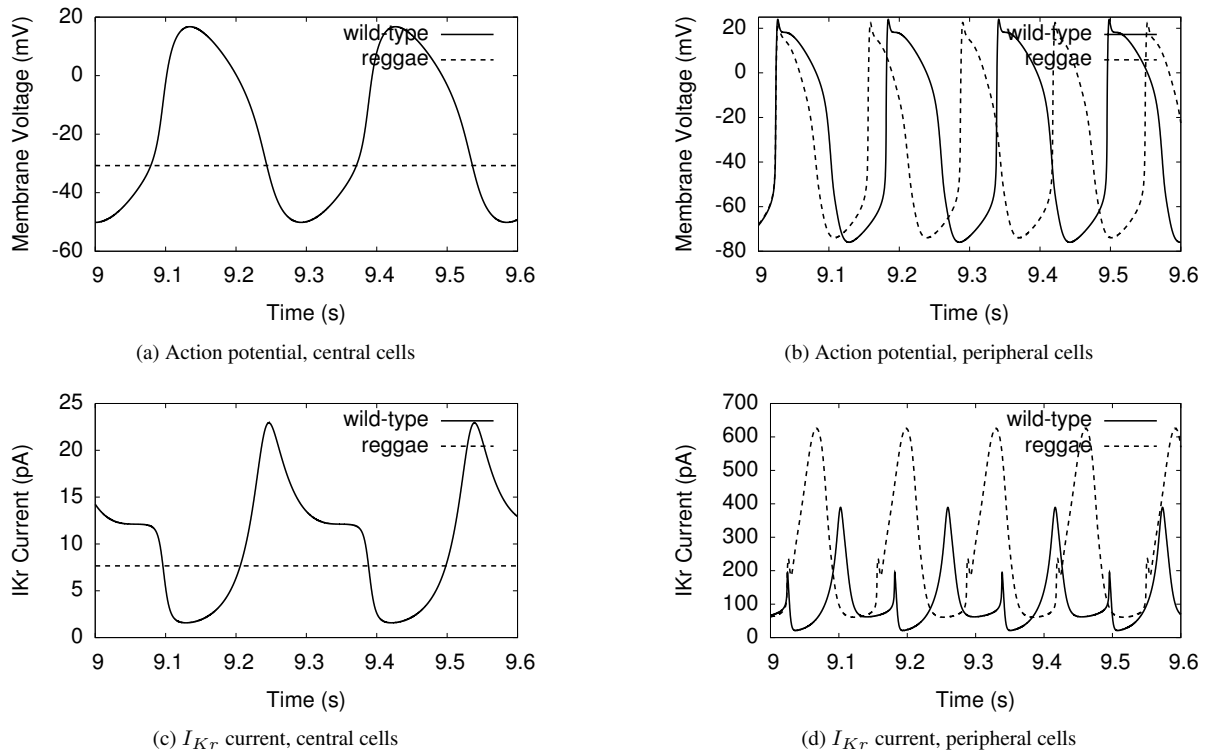 20
wild-type
reggae
0
-20
-40
-60
9
9.1
9.2
9.3
9.4
9.5
9.6
Membrane Voltage (mV)
Time (s)
(a) Action potential, central cells
20
wild-type
reggae
0
-20
-40
-60
-80
9
9.1
9.2
9.3
9.4
9.5
9.6
Membrane Voltage (mV)
Time (s)
(b) Action potential, peripheral cells
25
wild-type
20
reggae
15
10
5
0
9
9.1
9.2
9.3
9.4
9.5
9.6
IKr Current (pA)
Time (s)
(c) I_{Kr} current, central cells
700
wild-type
600
reggae
500
400
300
200
100
0
9
9.1
9.2
9.3
9.4
9.5
9.6
IKr Current (pA)
Time (s)
(d) I_{Kr} current, peripheral cells